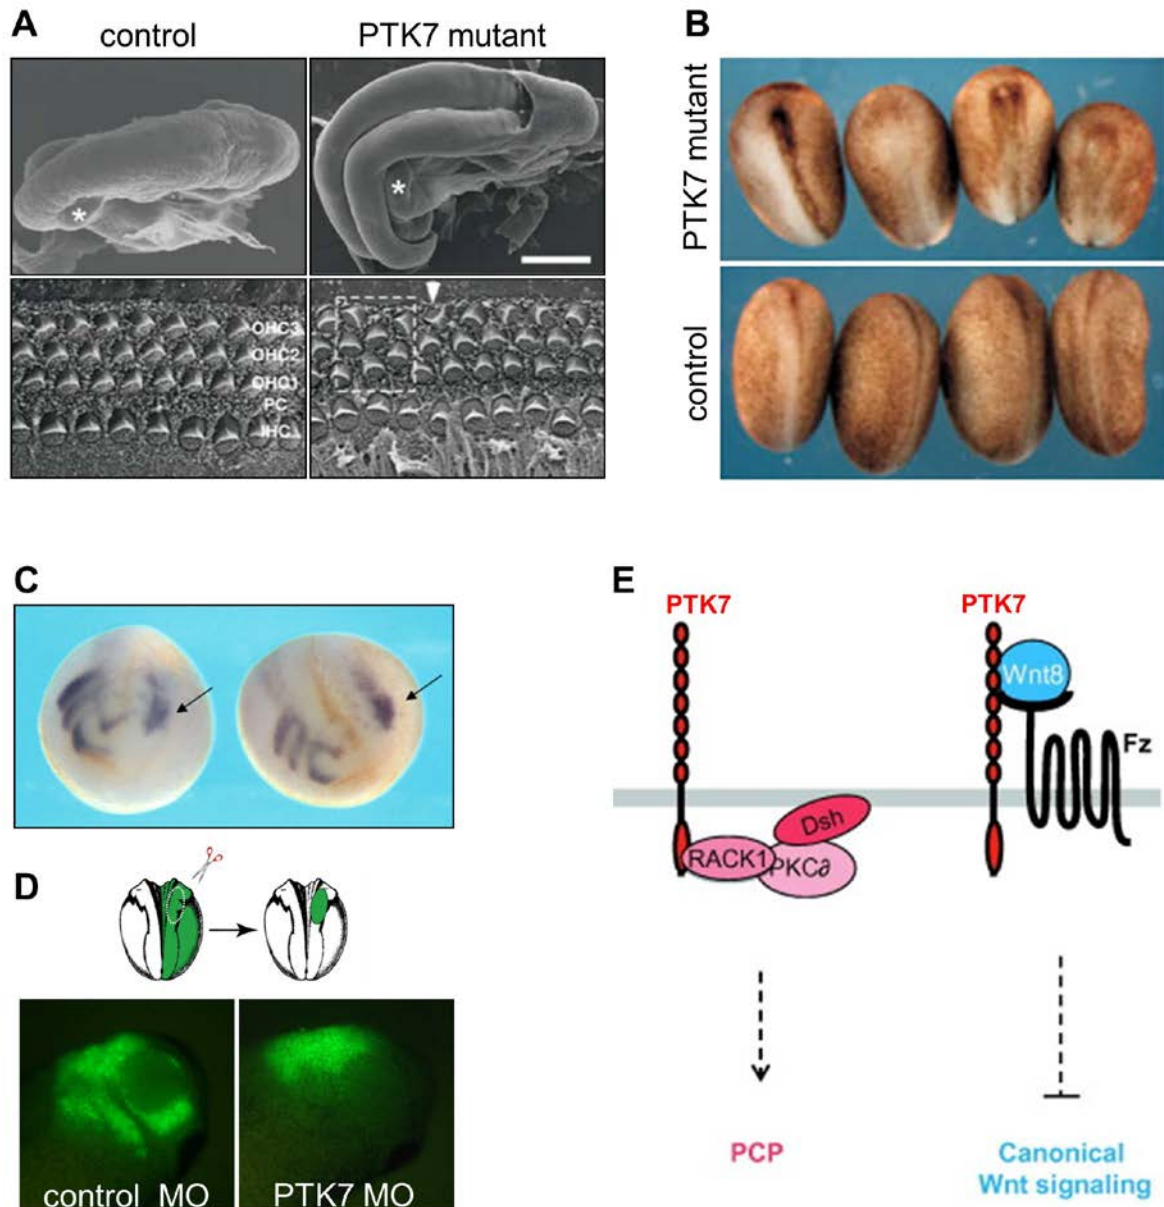 A
control
PTK7 mutant
OHC3
OHC2
OHC1
PC
IHC
B
PTK7 mutant
control
C
D
control MO
PTK7 MO
E
PTK7
PTK7
Wnt8
Fz
Dsh
RACK1
PKC∂
PCP
Canonical
Wnt signaling